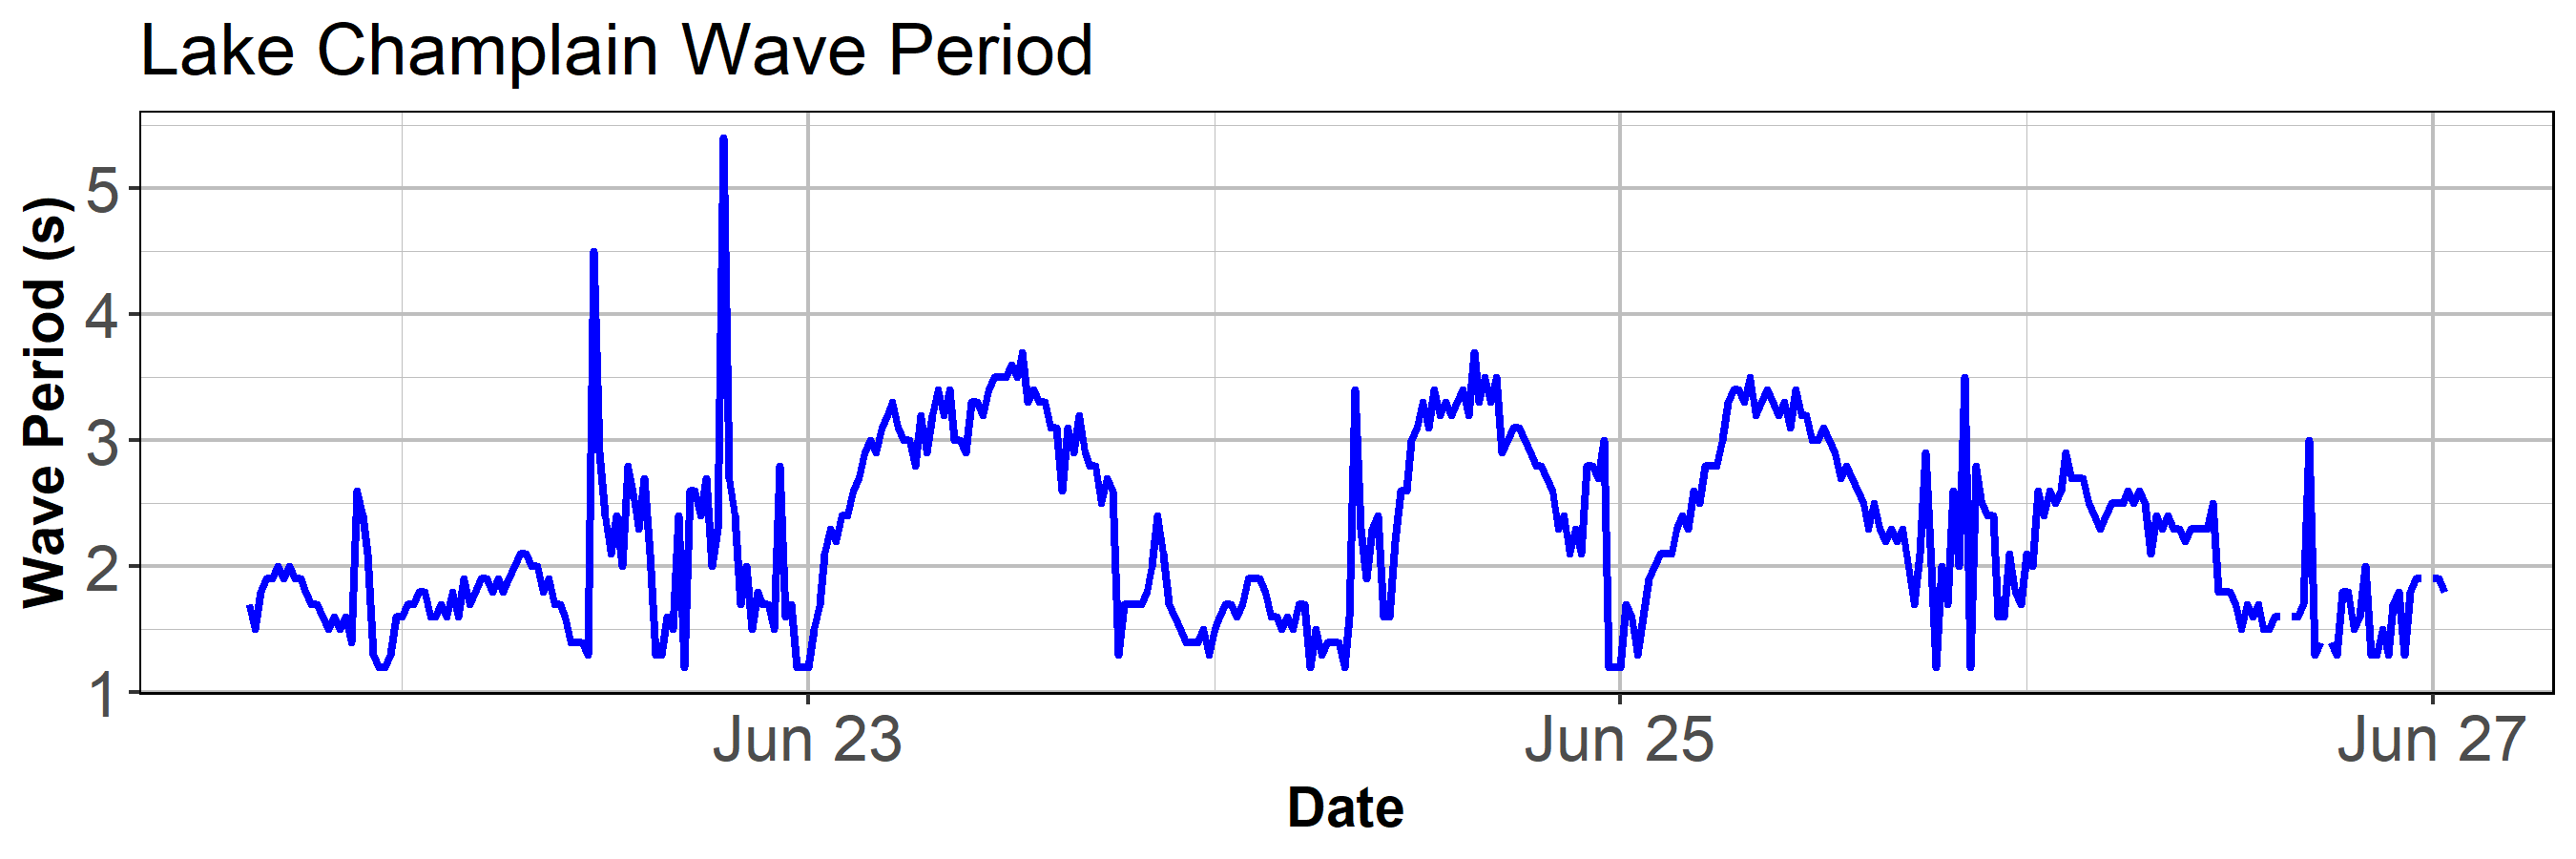 Lake Champlain Wave Period
Wave Period (s)
5
4
3
2
1
Jun 23
Jun 25
Jun 27
Date